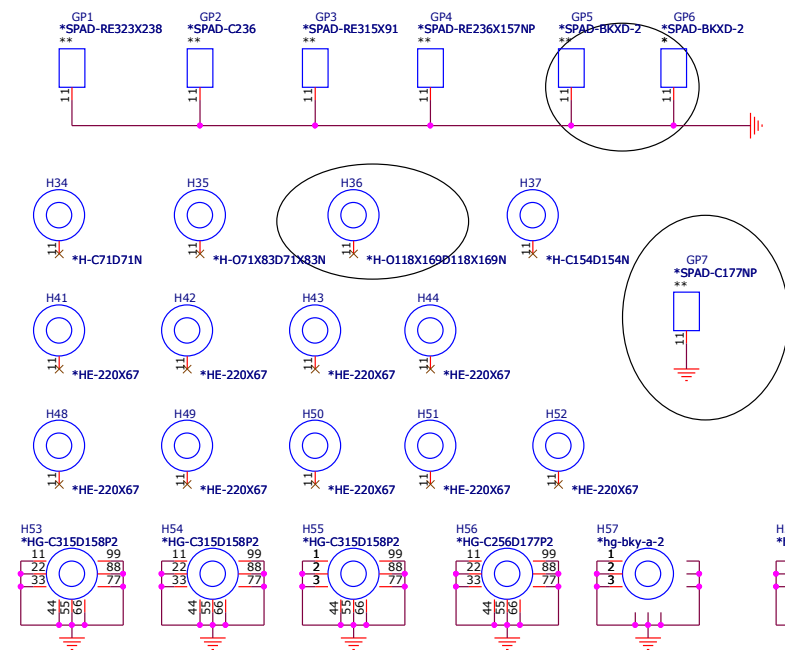 GP1 GP2 GP3 GP4 GP5 GP6
*SPAD-RE323X238 *SPAD-C236 *SPAD-RE315X91 *SPAD-RE236X157NP *SPAD-BKXD-2 *SPAD-BKXD-2
** ** ** ** ** *
11 11 11 11 11 11
H34 H35 H36 H37
11 11 11 11
*H-C71D71N *H-O71X83D71X83N *H-O118X169D118X169N *H-C154D154N
GP7
*SPAD-C177NP
**
11
H41 H42 H43 H44
11 11 11 11
*HE-220X67 *HE-220X67 *HE-220X67 *HE-220X67
H48 H49 H50 H51 H52
11 11 11 11 11
*HE-220X67 *HE-220X67 *HE-220X67 *HE-220X67 *HE-220X67
H53 H54 H55 H56 H57
*HG-C315D158P2 *HG-C315D158P2 *HG-C315D158P2 *HG-C256D177P2 *hg-bky-a-2
11 99 11 99 1 99 11 99 1
22 88 22 88 2 88 22 88 2
33 77 33 77 3 77 33 77 3
44 55 66 44 55 66 44 55 66 44 55 66